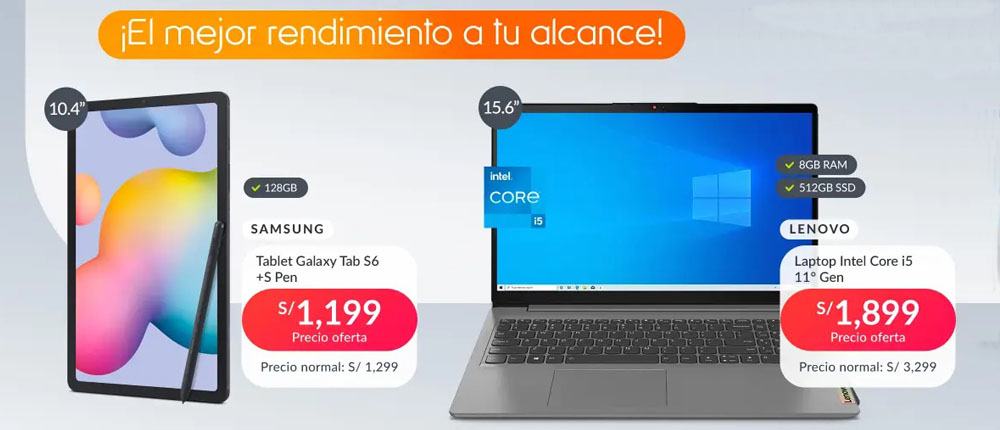 ¡El mejor rendimiento a tu alcance!
10.4”
128GB
SAMSUNG
Tablet Galaxy Tab S6
+S Pen
S/1,199
Precio oferta
Precio normal: S/ 1,299
15.6”
intel.
CORE
i5
8GB RAM
512GB SSD
LENOVO
Laptop Intel Core i5
11° Gen
S/1,899
Precio oferta
Precio normal: S/ 3,299
Lenovo